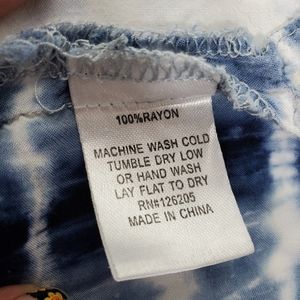 100%RAYON
MACHINE WASH COLD
TUMBLE DRY LOW
OR HAND WASH
LAY FLAT TO DRY
RN#126205
MADE IN CHINA